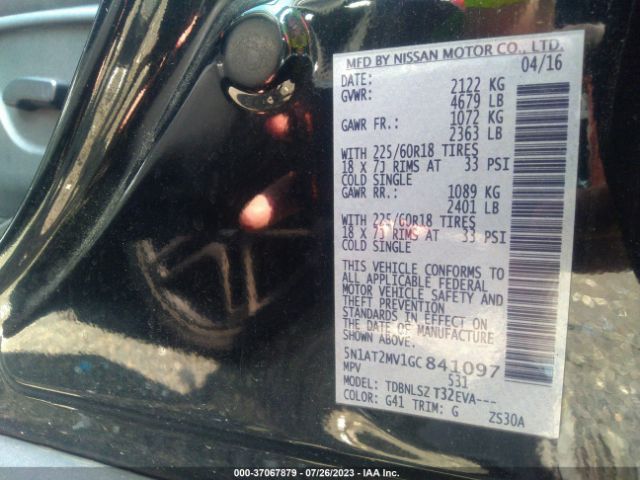 MFD BY NISSAN MOTOR CO., LTD.
DATE: 04/16
GVWR: 2122 KG
4679 LB
GAWR FR.: 1072 KG
2363 LB
WITH 225/60R18 TIRES
18 X 7J RIMS AT 33 PSI
COLD SINGLE
GAWR RR.: 1089 KG
2401 LB
WITH 225/60R18 TIRES
18 X 7J RIMS AT 33 PSI
COLD SINGLE
THIS VEHICLE CONFORMS TO
ALL APPLICABLE FEDERAL
MOTOR VEHICLE SAFETY AND
THEFT PREVENTION
STANDARDS IN EFFECT ON
THE DATE OF MANUFACTURE
SHOWN ABOVE.
5N1AT2MV1GC841097
MPV 531
MODEL: TDBNLSZ T32EVA---
COLOR: G41 TRIM: G ZS30A
000-37067879 / 07/26/2023 - IAA Inc.